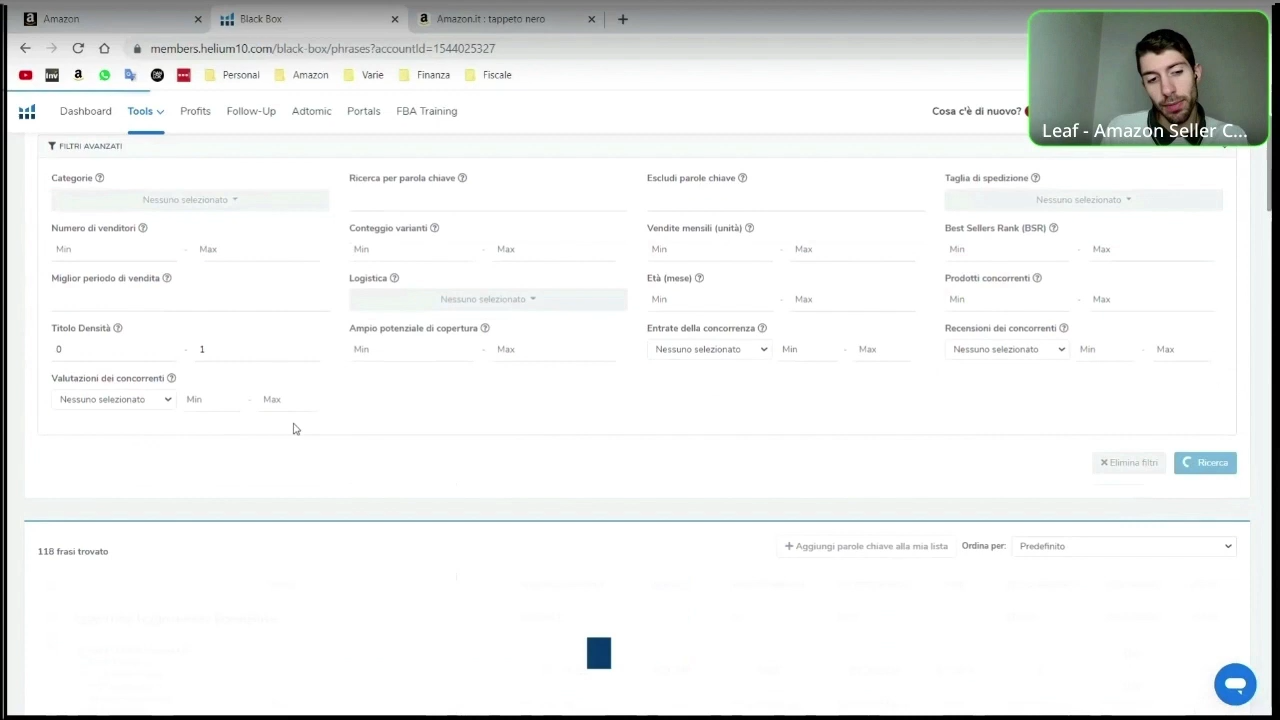 Amazon
Black Box
Amazon.it : tappeto nero
members.helium10.com/black-box/phrases?accountId=1544025327
Inv
Personal
Amazon
Varie
Finanza
Fiscale
Dashboard
Tools
Profits
Follow-Up
Adtomic
Portals
FBA Training
Cosa c'è di nuovo?
Leaf - Amazon Seller C...
FILTRI AVANZATI
Categorie
Ricerca per parola chiave
Escludi parole chiave
Taglia di spedizione
Nessuno selezionato
Nessuno selezionato
Numero di venditori
Conteggio varianti
Vendite mensili (unità)
Best Sellers Rank (BSR)
Min - Max
Min - Max
Min - Max
Min - Max
Miglior periodo di vendita
Logistica
Età (mese)
Prodotti concorrenti
Nessuno selezionato
Min - Max
Min - Max
Titolo Densità
Ampio potenziale di copertura
Entrate della concorrenza
Recensioni dei concorrenti
0 - 1
Min - Max
Nessuno selezionato Min - Max
Nessuno selezionato Min - Max
Valutazioni dei concorrenti
Nessuno selezionato Min - Max
Elimina filtri
Ricerca
118 frasi trovato
+ Aggiungi parole chiave alla mia lista
Ordina per:
Predefinito